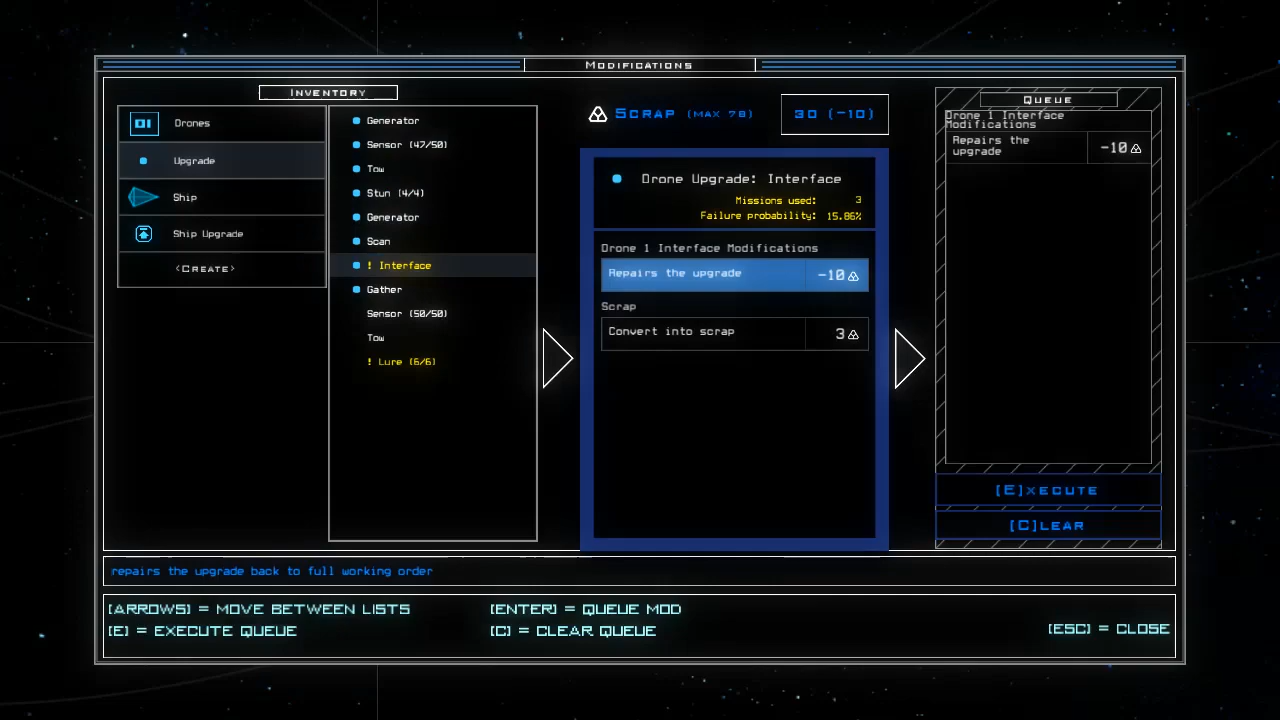 Modifications
Inventory
Drones
Upgrade
Ship
Ship Upgrade
<Create>
Generator
Sensor (47/50)
Tow
Stun (4/4)
Generator
Scan
! Interface
Gather
Sensor (50/50)
Tow
! Lure (6/6)
Scrap (max 78)
30 (-10)
Drone Upgrade: Interface
Missions used: 3
Failure probability: 15.86%
Drone 1 Interface Modifications
Repairs the upgrade -10
Scrap
Convert into scrap 3
Queue
Drone 1 Interface
Modifications
Repairs the
upgrade
-10
[E]xecute
[C]lear
repairs the upgrade back to full working order
[ARROWS] = MOVE BETWEEN LISTS
[ENTER] = QUEUE MOD
[E] = EXECUTE QUEUE
[C] = CLEAR QUEUE
[ESC] = CLOSE